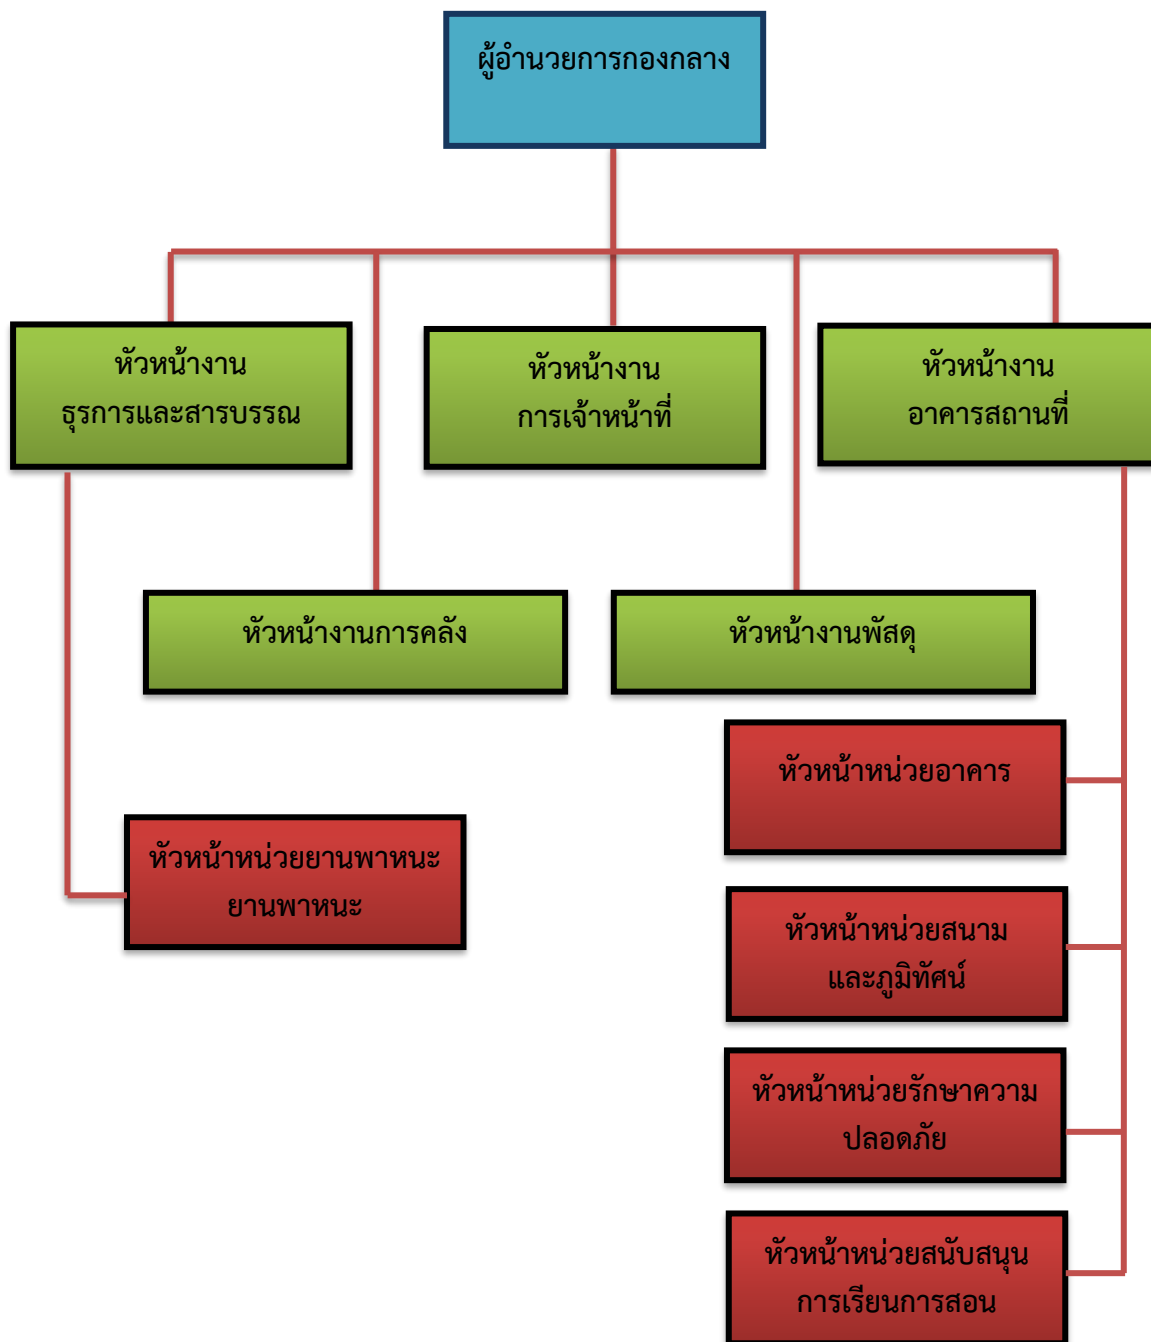 ผู้อำนวยการกองกลาง
หัวหน้างาน
ธุรการและสารบรรณ
หัวหน้างาน
การเจ้าหน้าที่
หัวหน้างาน
อาคารสถานที่
หัวหน้างานการคลัง
หัวหน้างานพัสดุ
หัวหน้าหน่วยอาคาร
หัวหน้าหน่วยยานพาหนะ
ยานพาหนะ
หัวหน้าหน่วยสนาม
และภูมิทัศน์
หัวหน้าหน่วยรักษาความ
ปลอดภัย
หัวหน้าหน่วยสนับสนุน
การเรียนการสอน